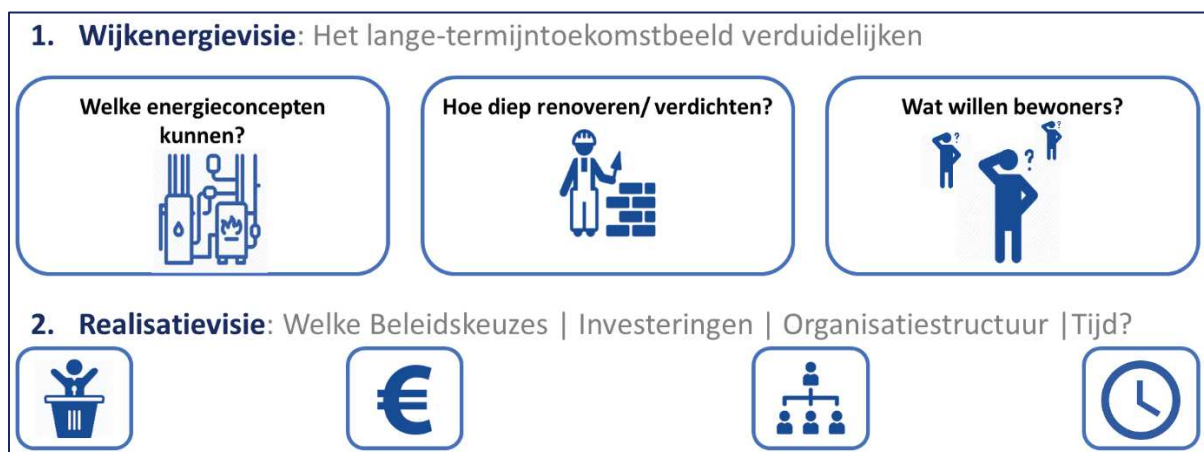 1. Wijkenergievisie: Het lange-termijntoekomstbeeld verduidelijken
Welke energieconcepten
kunnen?
Hoe diep renoveren/ verdichten?
Wat willen bewoners?
2. Realisatievisie: Welke Beleidskeuzes | Investeringen | Organisatiestructuur |Tijd?